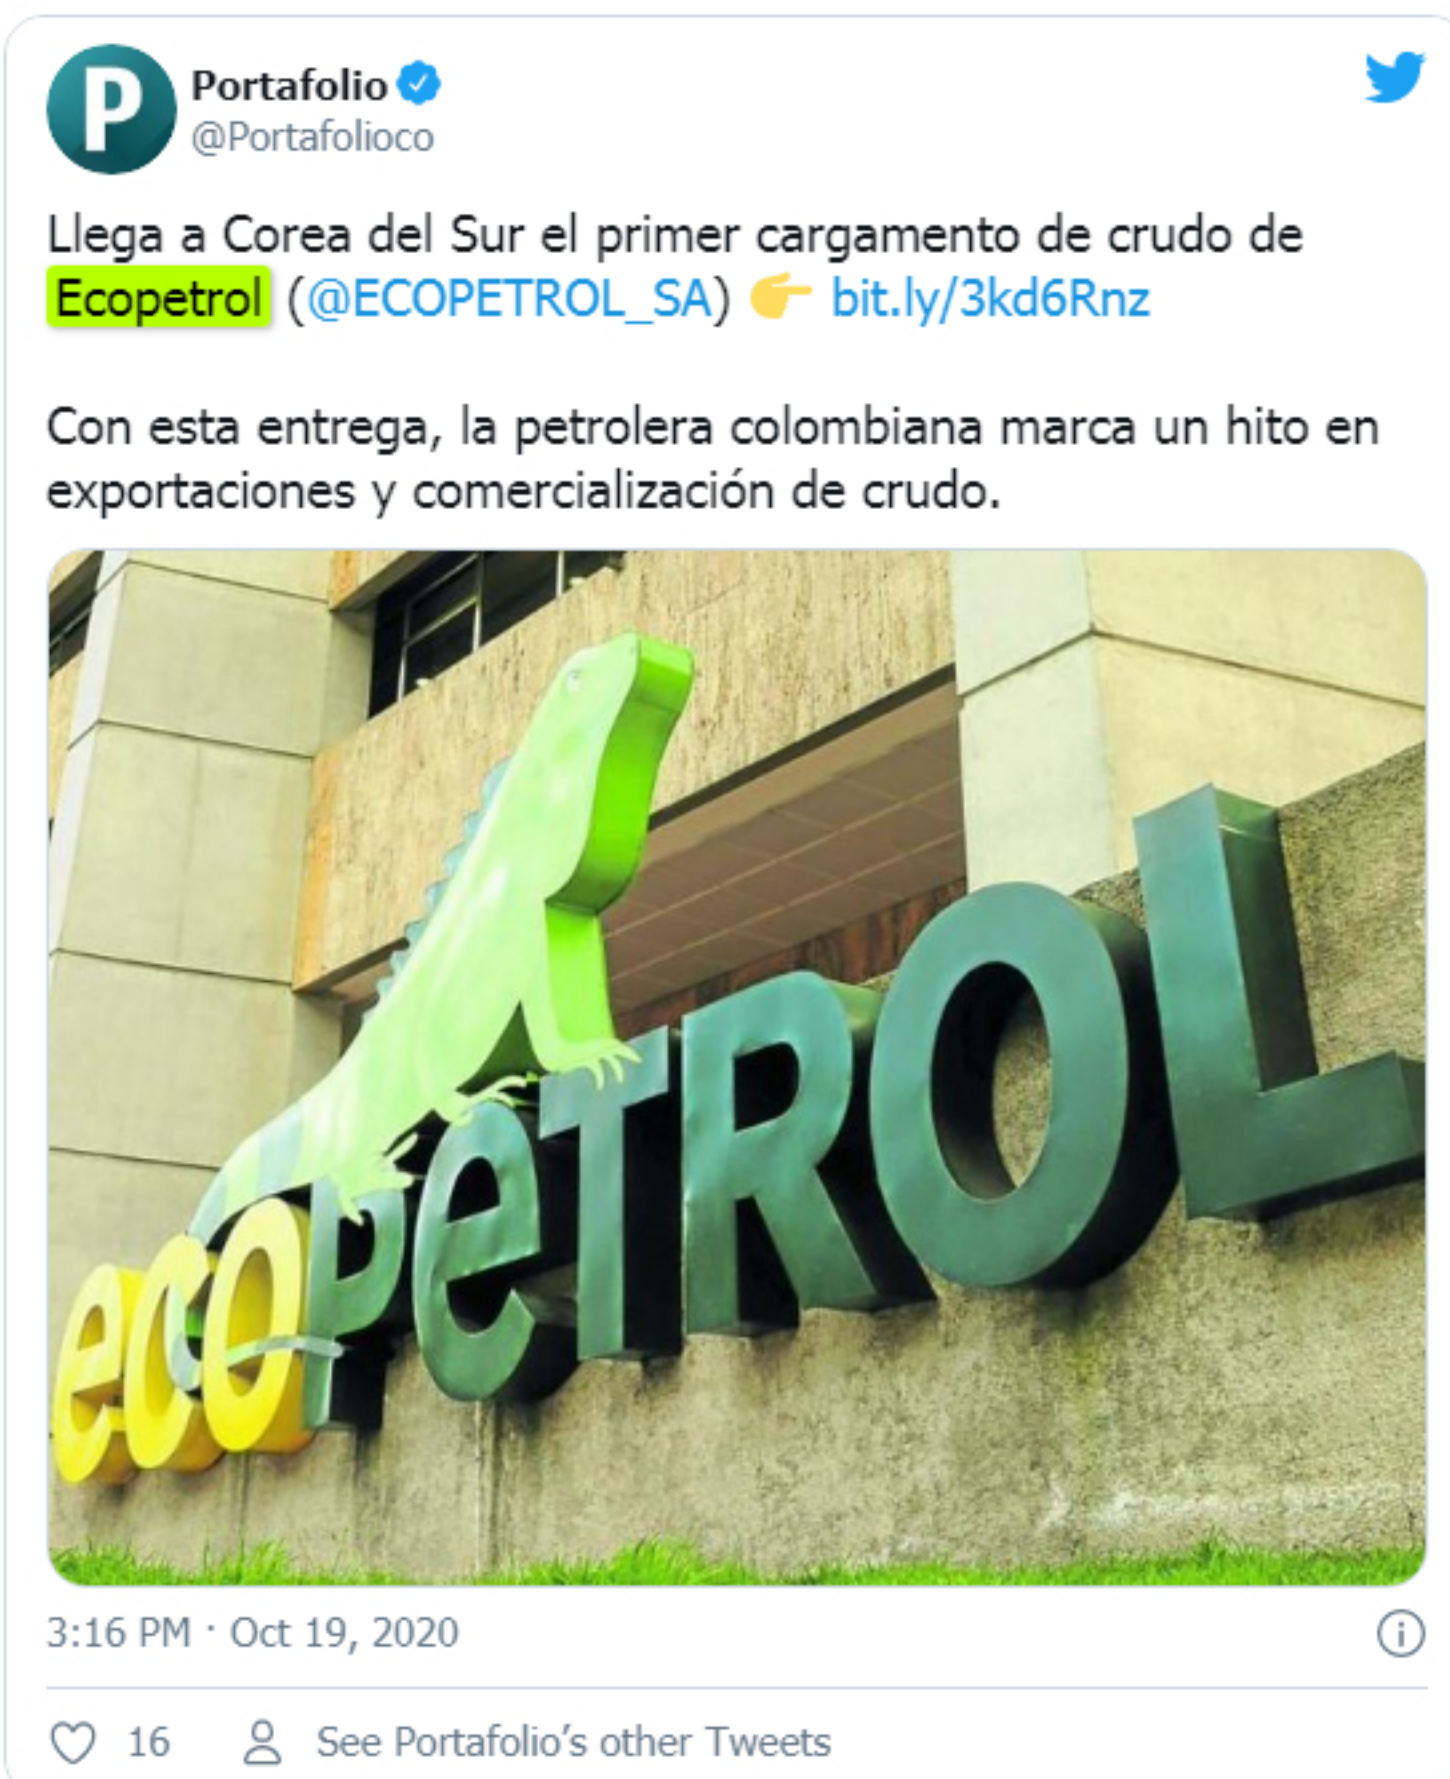 Portafolio
@Portafolioco
Llega a Corea del Sur el primer cargamento de crudo de
Ecopetrol (@ECOPETROL_SA) 👉 bit.ly/3kd6Rnz
Con esta entrega, la petrolera colombiana marca un hito en
exportaciones y comercialización de crudo.
ecoPeTROL
3:16 PM · Oct 19, 2020
16
See Portafolio's other Tweets